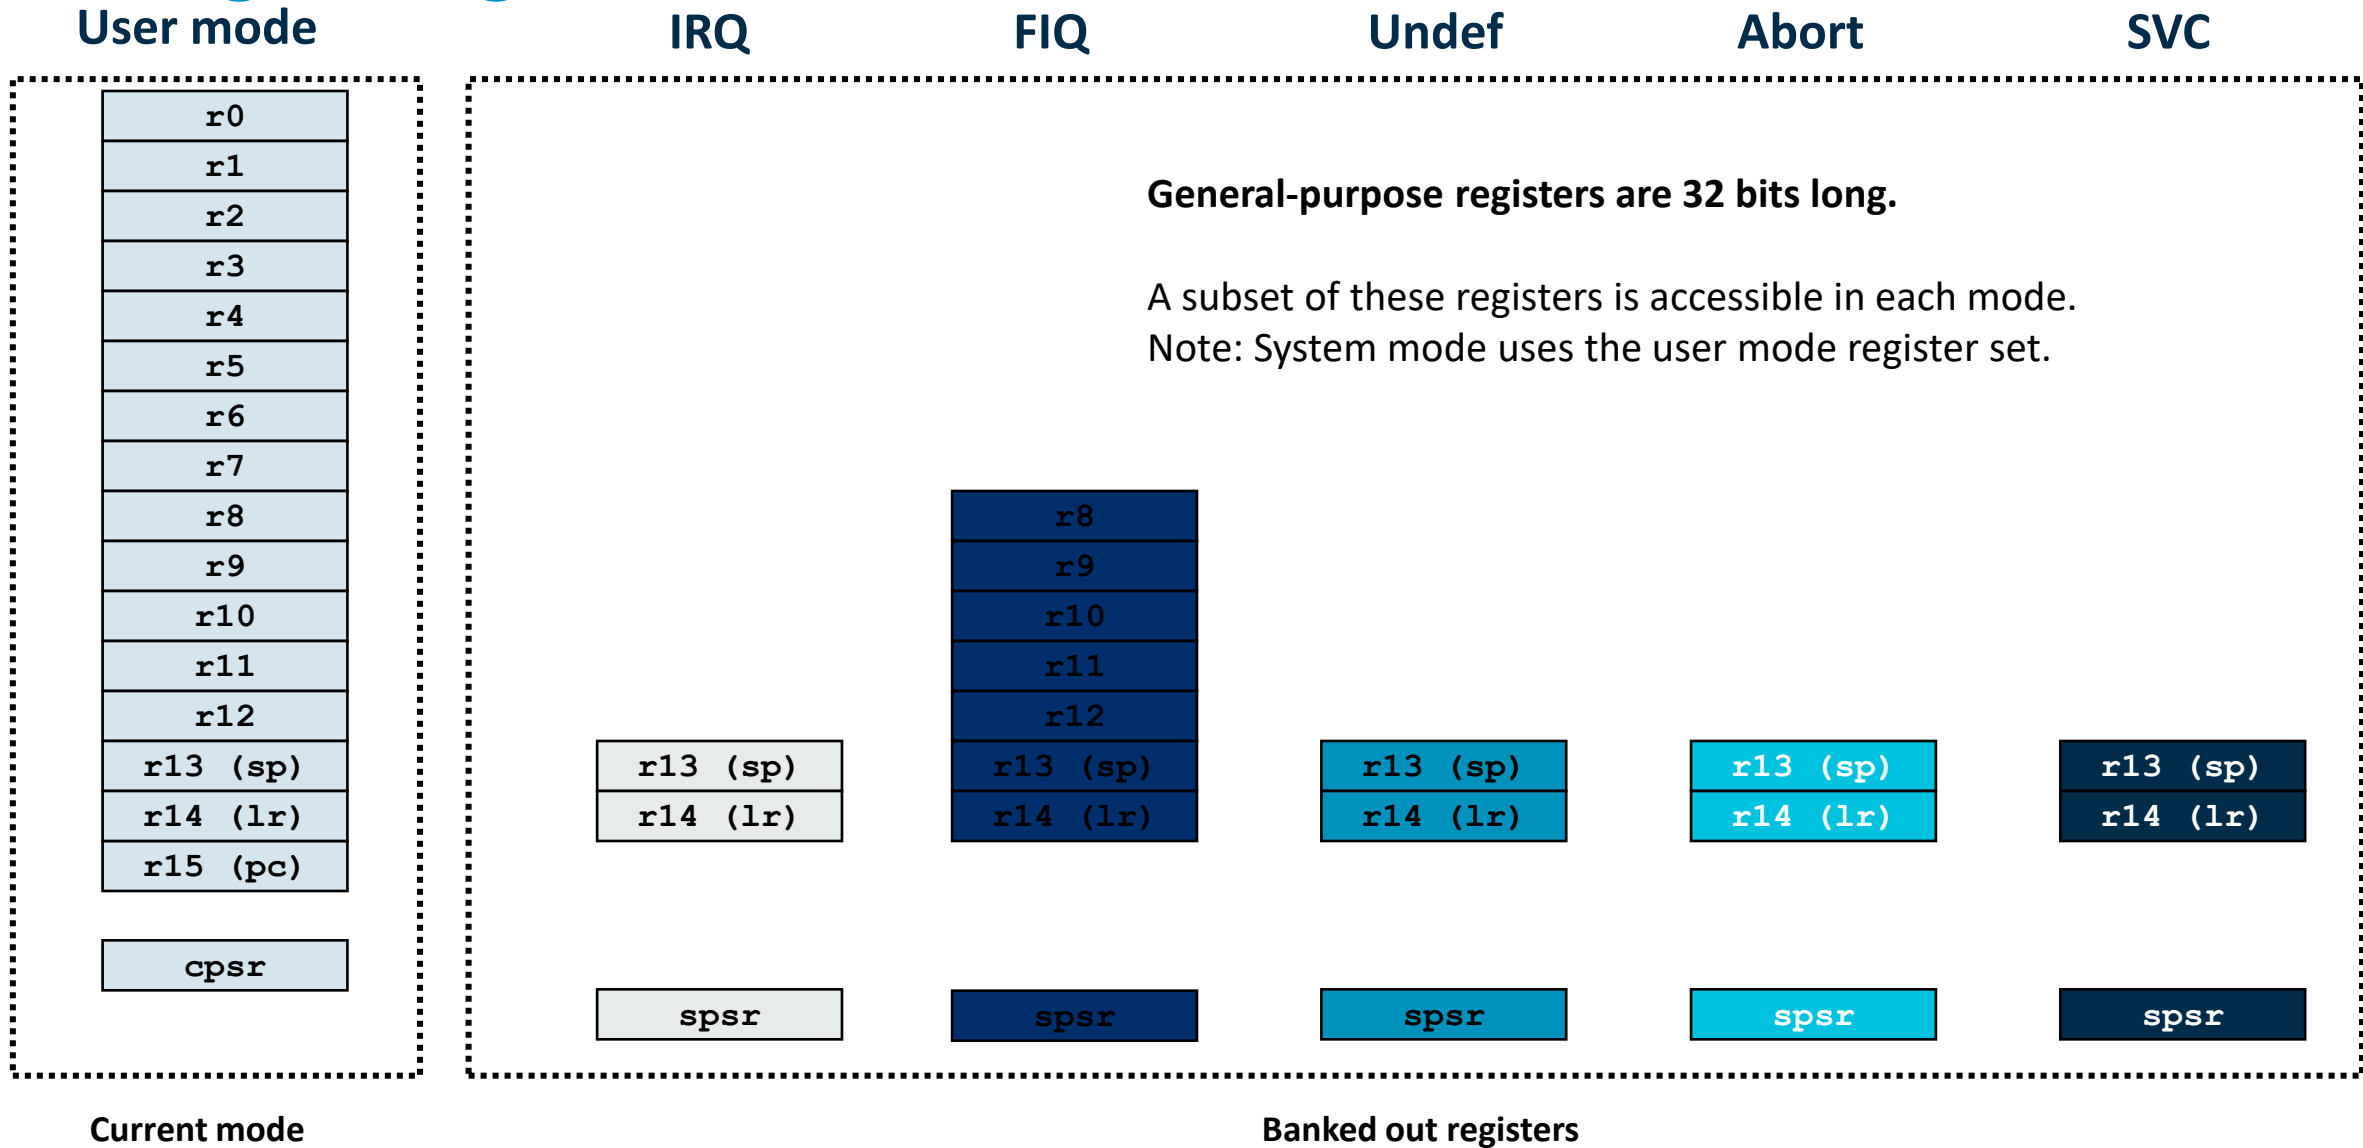 User mode
IRQ
FIQ
Undef
Abort
SVC
r0
r1
r2
r3
r4
r5
r6
r7
r8
r9
r10
r11
r12
r13 (sp)
r14 (lr)
r15 (pc)
cpsr
General-purpose registers are 32 bits long.
A subset of these registers is accessible in each mode.
Note: System mode uses the user mode register set.
r13 (sp)
r14 (lr)
spsr
r8
r9
r10
r11
r12
r13 (sp)
r14 (lr)
spsr
r13 (sp)
r14 (lr)
spsr
r13 (sp)
r14 (lr)
spsr
r13 (sp)
r14 (lr)
spsr
Current mode
Banked out registers